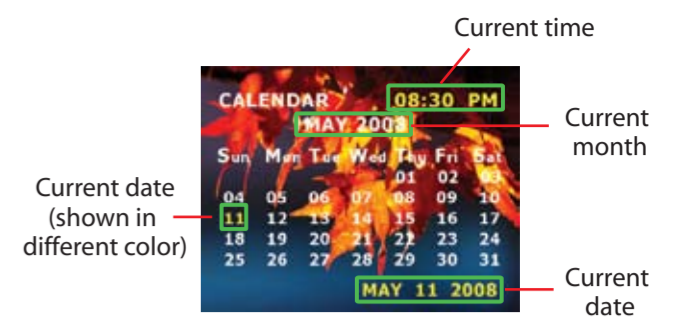 Current time
CALENDAR 08:30 PM
MAY 2008
Current month
Sun Mon Tue Wed Thu Fri Sat
01 02 03
04 05 06 07 08 09 10
Current date (shown in different color)
11 12 13 14 15 16 17
18 19 20 21 22 23 24
25 26 27 28 29 30 31
MAY 11 2008
Current date